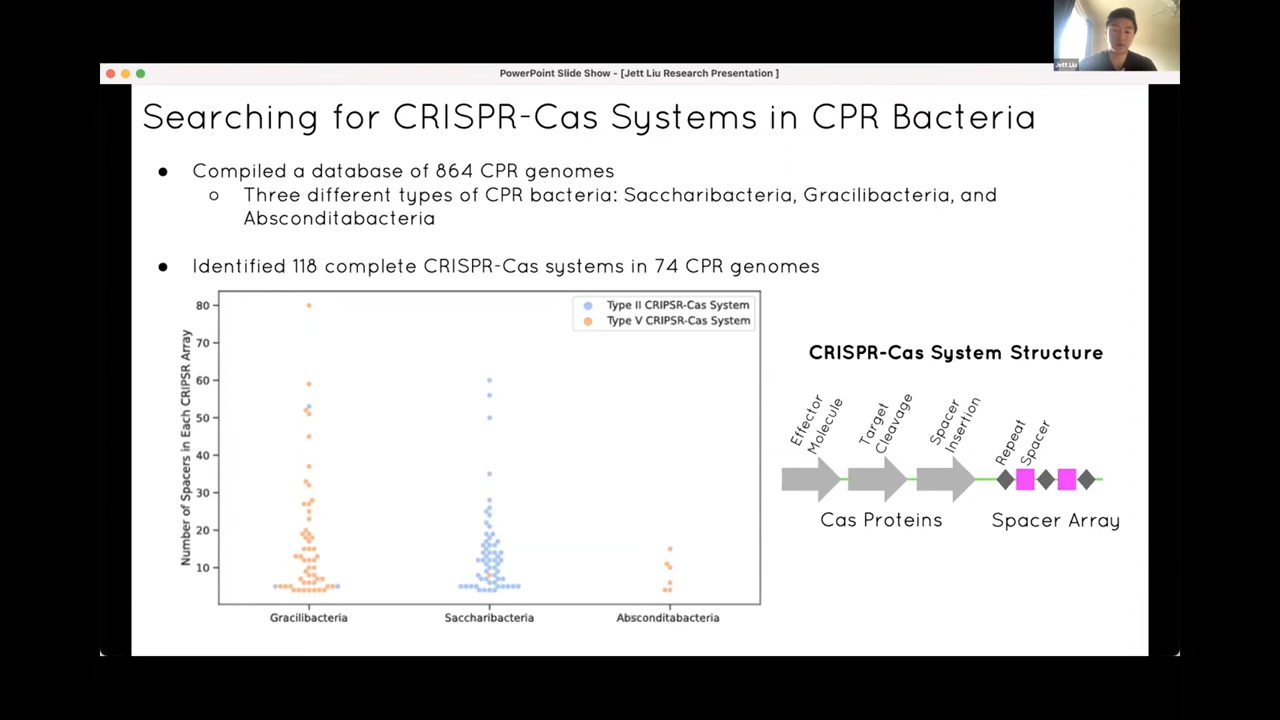 Jett Liu
PowerPoint Slide Show - [Jett Liu Research Presentation ]
Searching for CRISPR-Cas Systems in CPR Bacteria
● Compiled a database of 864 CPR genomes
○ Three different types of CPR bacteria: Saccharibacteria, Gracilibacteria, and
Absconditabacteria
● Identified 118 complete CRISPR-Cas systems in 74 CPR genomes
Number of Spacers in Each CRIPSR Array
80
70
60
50
40
30
20
10
Type II CRIPSR-Cas System
Type V CRIPSR-Cas System
Gracilibacteria
Saccharibacteria
Absconditabacteria
CRISPR-Cas System Structure
Effector
Molecule
Target
Cleavage
Spacer
Insertion
Repeat
Spacer
Cas Proteins
Spacer Array